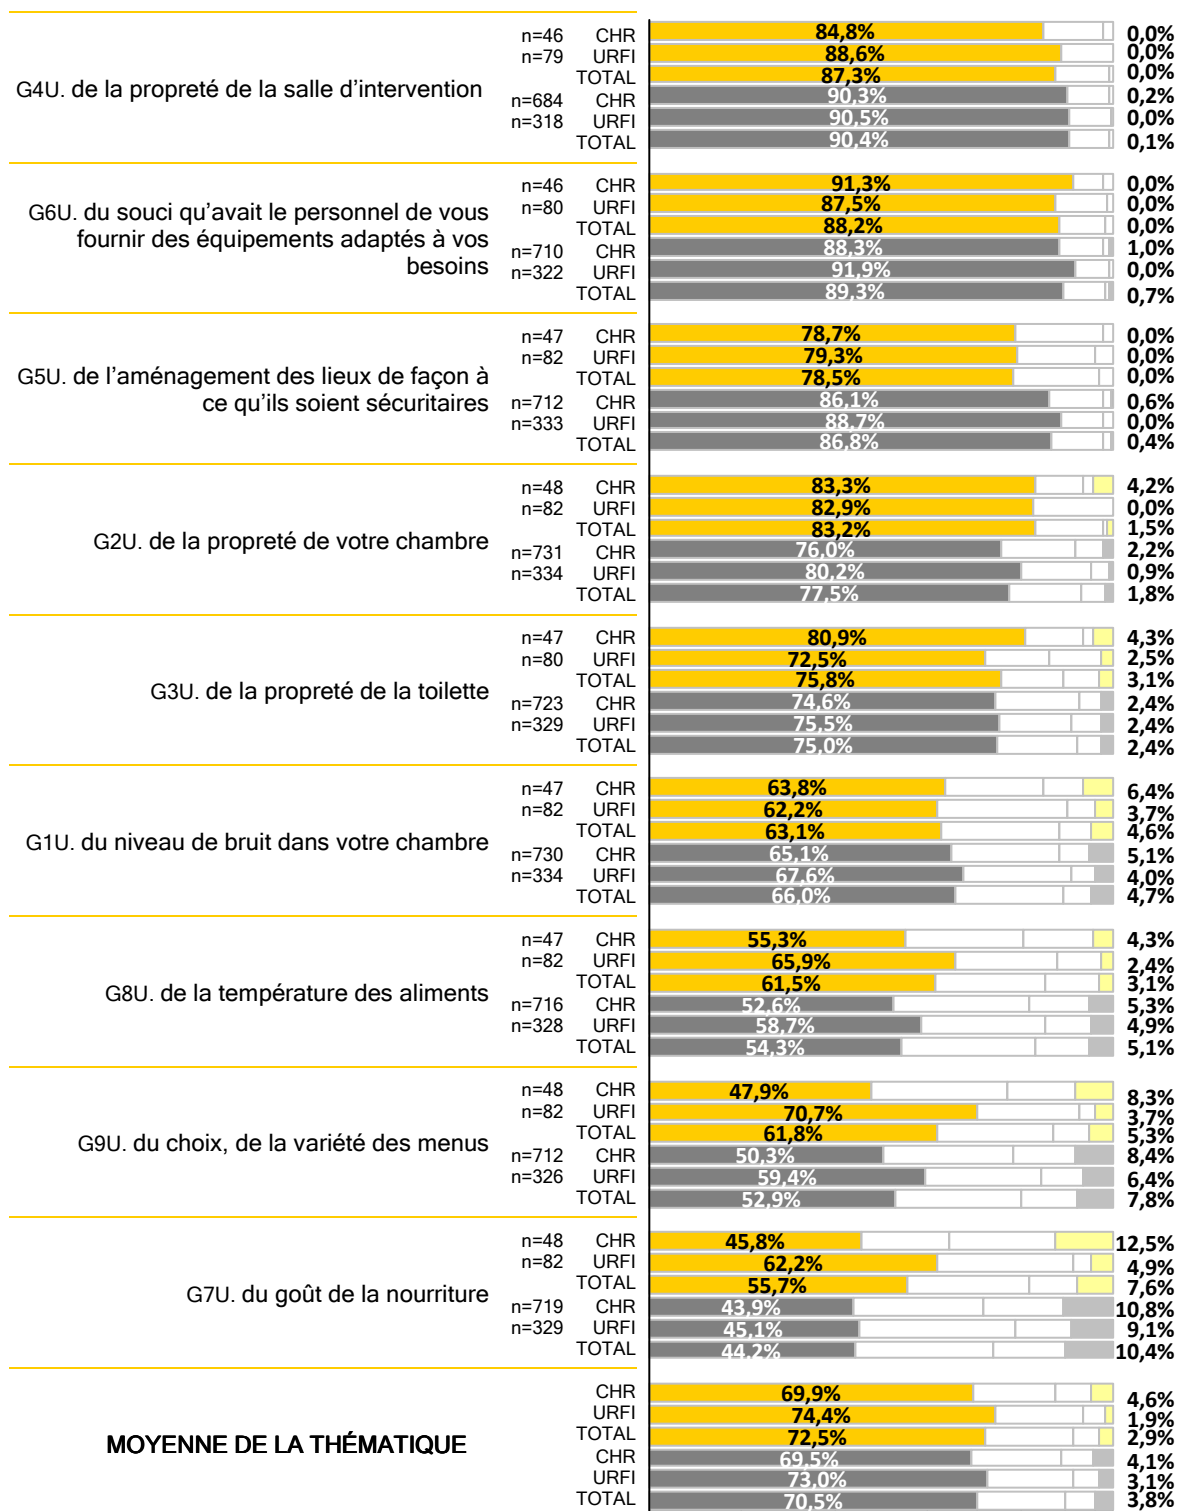 n=46 CHR 84,8% 0,0%
n=79 URFI 88,6% 0,0%
TOTAL 87,3% 0,0%
G4U. de la propreté de la salle d'intervention
n=684 CHR 90,3% 0,2%
n=318 URFI 90,5% 0,0%
TOTAL 90,4% 0,1%
n=46 CHR 91,3% 0,0%
G6U. du souci qu'avait le personnel de vous
n=80 URFI 87,5% 0,0%
TOTAL 88,2% 0,0%
fournir des équipements adaptés à vos
n=710 CHR 88,3% 1,0%
besoins
n=322 URFI 91,9% 0,0%
TOTAL 89,3% 0,7%
n=47 CHR 78,7% 0,0%
n=82 URFI 79,3% 0,0%
G5U. de l'aménagement des lieux de façon à
TOTAL 78,5% 0,0%
ce qu'ils soient sécuritaires
n=712 CHR 86,1% 0,6%
n=333 URFI 88,7% 0,0%
TOTAL 86,8% 0,4%
n=48 CHR 83,3% 4,2%
n=82 URFI 82,9% 0,0%
TOTAL 83,2% 1,5%
G2U. de la propreté de votre chambre
n=731 CHR 76,0% 2,2%
n=334 URFI 80,2% 0,9%
TOTAL 77,5% 1,8%
n=47 CHR 80,9% 4,3%
n=80 URFI 72,5% 2,5%
TOTAL 75,8% 3,1%
G3U. de la propreté de la toilette
n=723 CHR 74,6% 2,4%
n=329 URFI 75,5% 2,4%
TOTAL 75,0% 2,4%
n=47 CHR 63,8% 6,4%
n=82 URFI 62,2% 3,7%
TOTAL 63,1% 4,6%
G1U. du niveau de bruit dans votre chambre
n=730 CHR 65,1% 5,1%
n=334 URFI 67,6% 4,0%
TOTAL 66,0% 4,7%
n=47 CHR 55,3% 4,3%
n=82 URFI 65,9% 2,4%
TOTAL 61,5% 3,1%
G8U. de la température des aliments
n=716 CHR 52,6% 5,3%
n=328 URFI 58,7% 4,9%
TOTAL 54,3% 5,1%
n=48 CHR 47,9% 8,3%
n=82 URFI 70,7% 3,7%
TOTAL 61,8% 5,3%
G9U. du choix, de la variété des menus
n=712 CHR 50,3% 8,4%
n=326 URFI 59,4% 6,4%
TOTAL 52,9% 7,8%
n=48 CHR 45,8% 12,5%
n=82 URFI 62,2% 4,9%
TOTAL 55,7% 7,6%
G7U. du goût de la nourriture
n=719 CHR 43,9% 10,8%
n=329 URFI 45,1% 9,1%
TOTAL 44,2% 10,4%
CHR 69,9% 4,6%
URFI 74,4% 1,9%
TOTAL 72,5% 2,9%
MOYENNE DE LA THÉMATIQUE
CHR 69,5% 4,1%
URFI 73,0% 3,1%
TOTAL 70,5% 3,8%